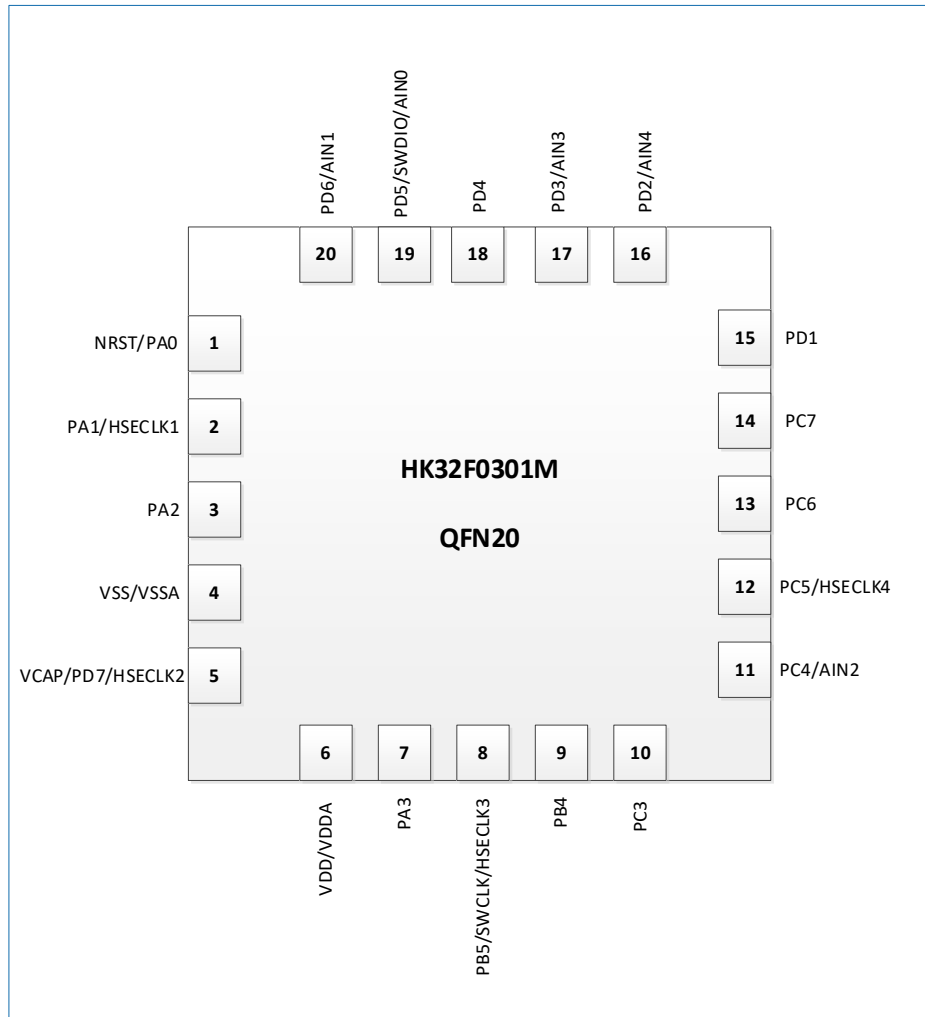 PD6/AIN1
PD5/SWDIO/AIN0
PD4
PD3/AIN3
PD2/AIN4
20
19
18
17
16
NRST/PA0
1
15
PD1
PA1/HSECLK1
2
14
PC7
HK32F0301M
PA2
3
13
PC6
QFN20
VSS/VSSA
4
12
PC5/HSECLK4
VCAP/PD7/HSECLK2
5
11
PC4/AIN2
6
7
8
9
10
VDD/VDDA
PA3
PB5/SWCLK/HSECLK3
PB4
PC3